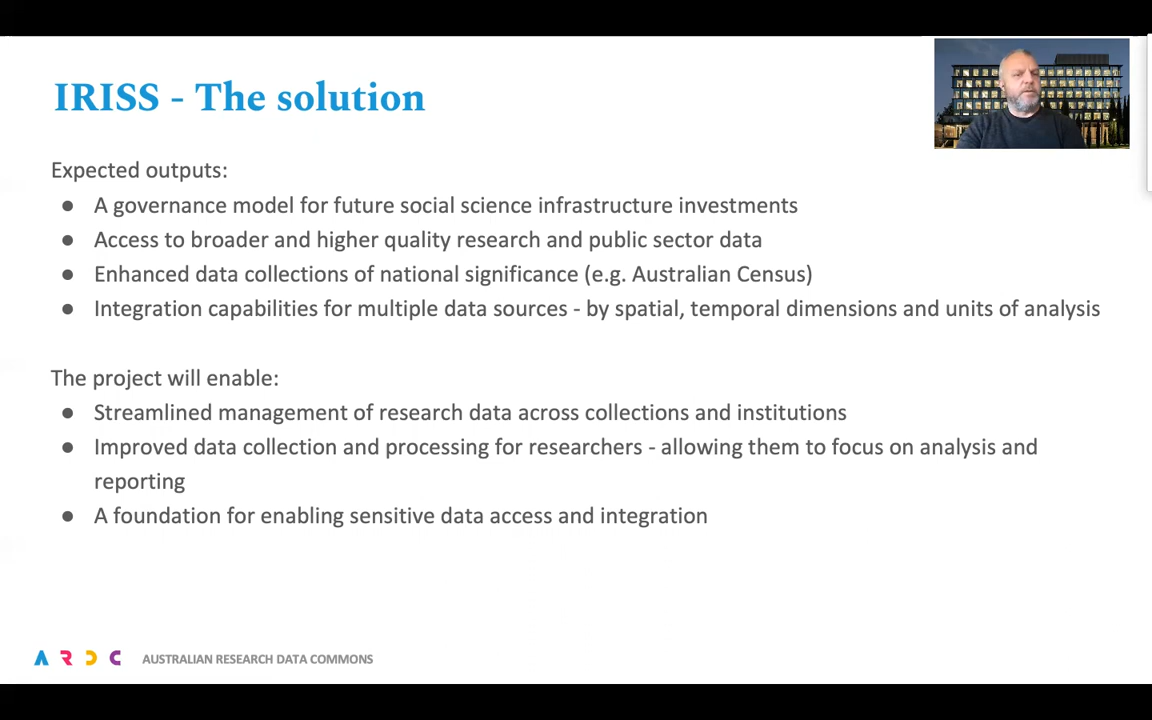 IRISS - The solution
Expected outputs:
● A governance model for future social science infrastructure investments
● Access to broader and higher quality research and public sector data
● Enhanced data collections of national significance (e.g. Australian Census)
● Integration capabilities for multiple data sources - by spatial, temporal dimensions and units of analysis
The project will enable:
● Streamlined management of research data across collections and institutions
● Improved data collection and processing for researchers - allowing them to focus on analysis and
reporting
● A foundation for enabling sensitive data access and integration
ARDC AUSTRALIAN RESEARCH DATA COMMONS